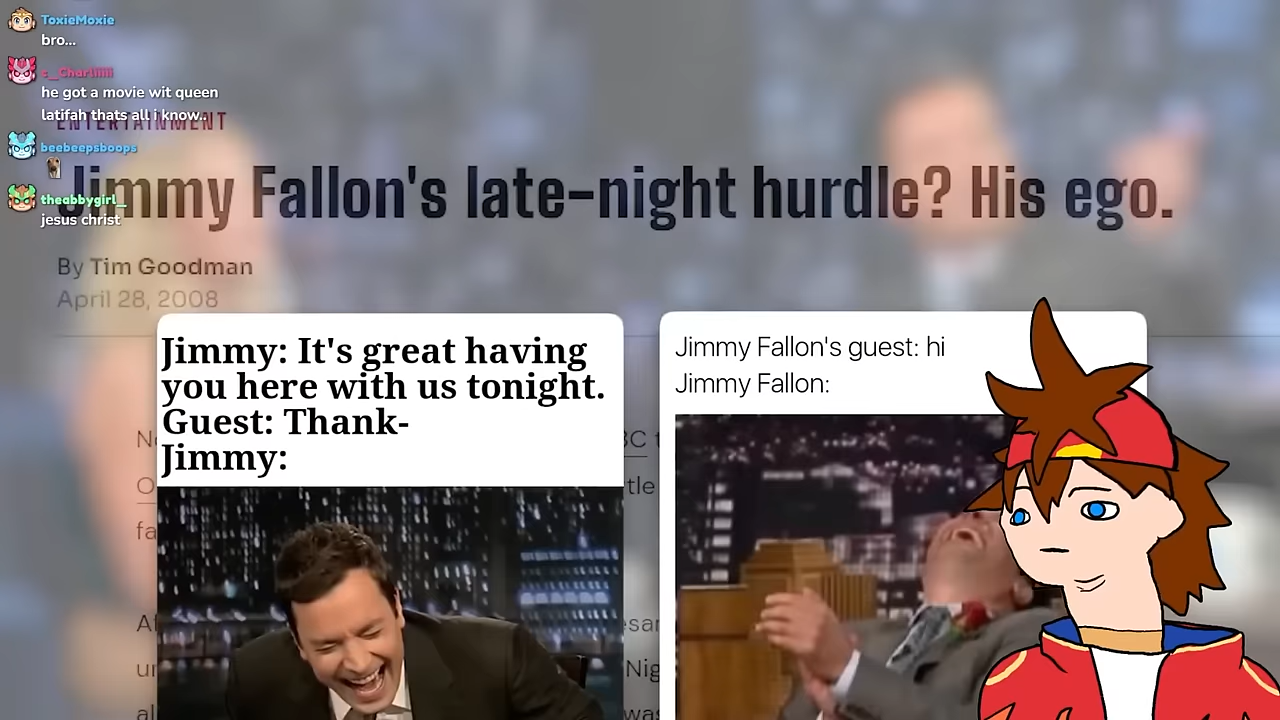 ToxieMoxie
bro...
c_Charliiiii
he got a movie wit queen
latifah thats all i know..
beebeepsboops
theabbygirl_
jesus christ
ENTERTAINMENT
Jimmy Fallon's late-night hurdle? His ego.
By Tim Goodman
April 28, 2008
Jimmy: It's great having
you here with us tonight.
Guest: Thank-
Jimmy:
Jimmy Fallon's guest: hi
Jimmy Fallon: